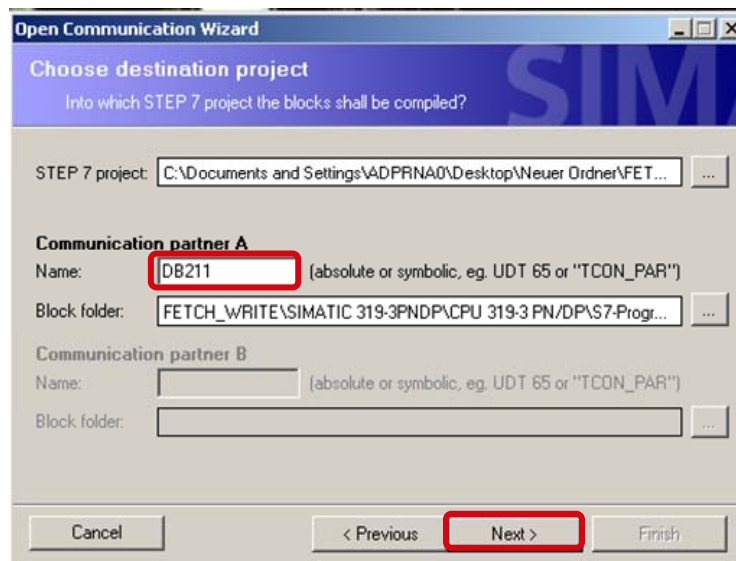 Open Communication Wizard
Choose destination project
SIMA
Into which STEP 7 project the blocks shall be compiled?
STEP 7 project: C:\Documents and Settings\ADPRNA0\Desktop\Neuer Ordner\FET... ...
Communication partner A
Name: DB211 (absolute or symbolic, eg. UDT 65 or "TCON_PAR")
Block folder: FETCH_WRITE\SIMATIC 319-3PNDP\CPU 319-3 PN/DP\S7-Progr... ...
Communication partner B
Name: (absolute or symbolic, eg. UDT 65 or "TCON_PAR")
Block folder: ...
Cancel < Previous Next > Finish